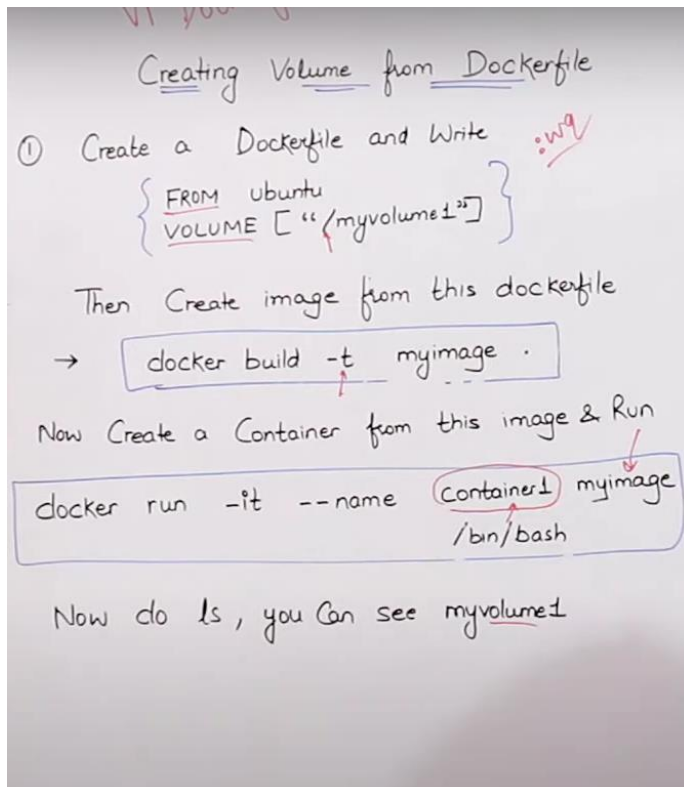 Creating Volume from Dockerfile
① Create a Dockerfile and Write :wq
{ FROM Ubuntu
VOLUME ["/myvolume1"] }
Then Create image from this dockerfile
→ docker build -t myimage .
Now Create a Container from this image & Run
docker run -it --name container1 myimage
/bin/bash
Now do ls, you Can see myvolume1